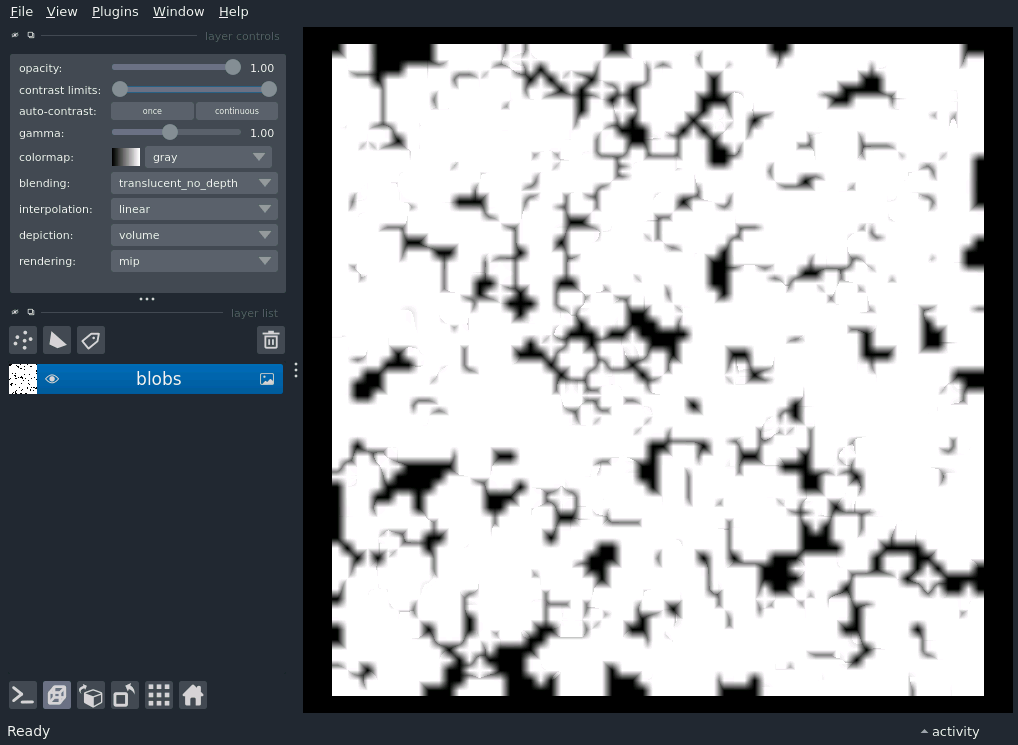 File View Plugins Window Help
layer controls
opacity: 1.00
contrast limits:
auto-contrast: once continuous
gamma: 1.00
colormap: gray
blending: translucent_no_depth
interpolation: linear
depiction: volume
rendering: mip
layer list
blobs
Ready activity